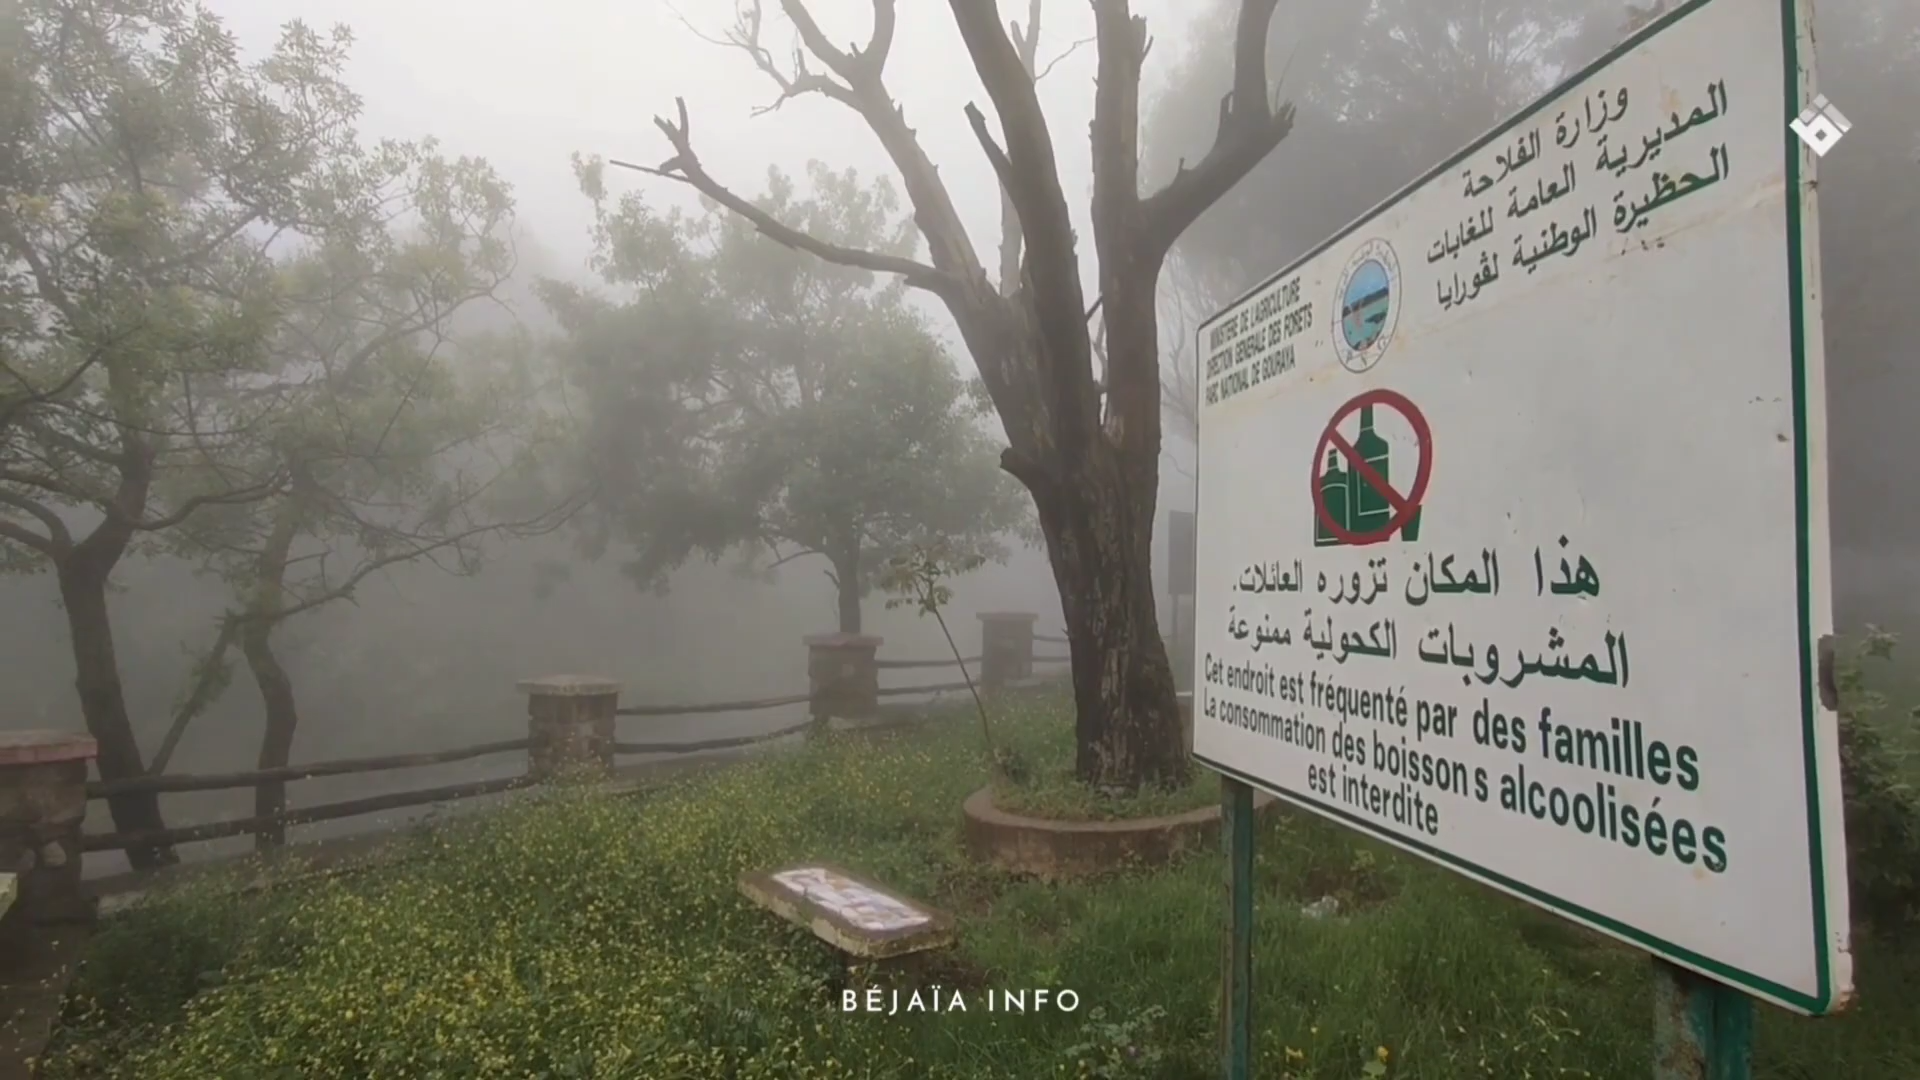 وزارة الفلاحة
المديرية العامة للغابات
الحظيرة الوطنية لڤورايا
MINISTERE DE L'AGRICULTURE
DIRECTION GENERALE DES FORETS
PARC NATIONAL DE GOURAYA
هذا المكان تزوره العائلات.
المشروبات الكحولية ممنوعة
Cet endroit est fréquenté par des familles
La consommation des boissons alcoolisées
est interdite
BÉJAÏA INFO